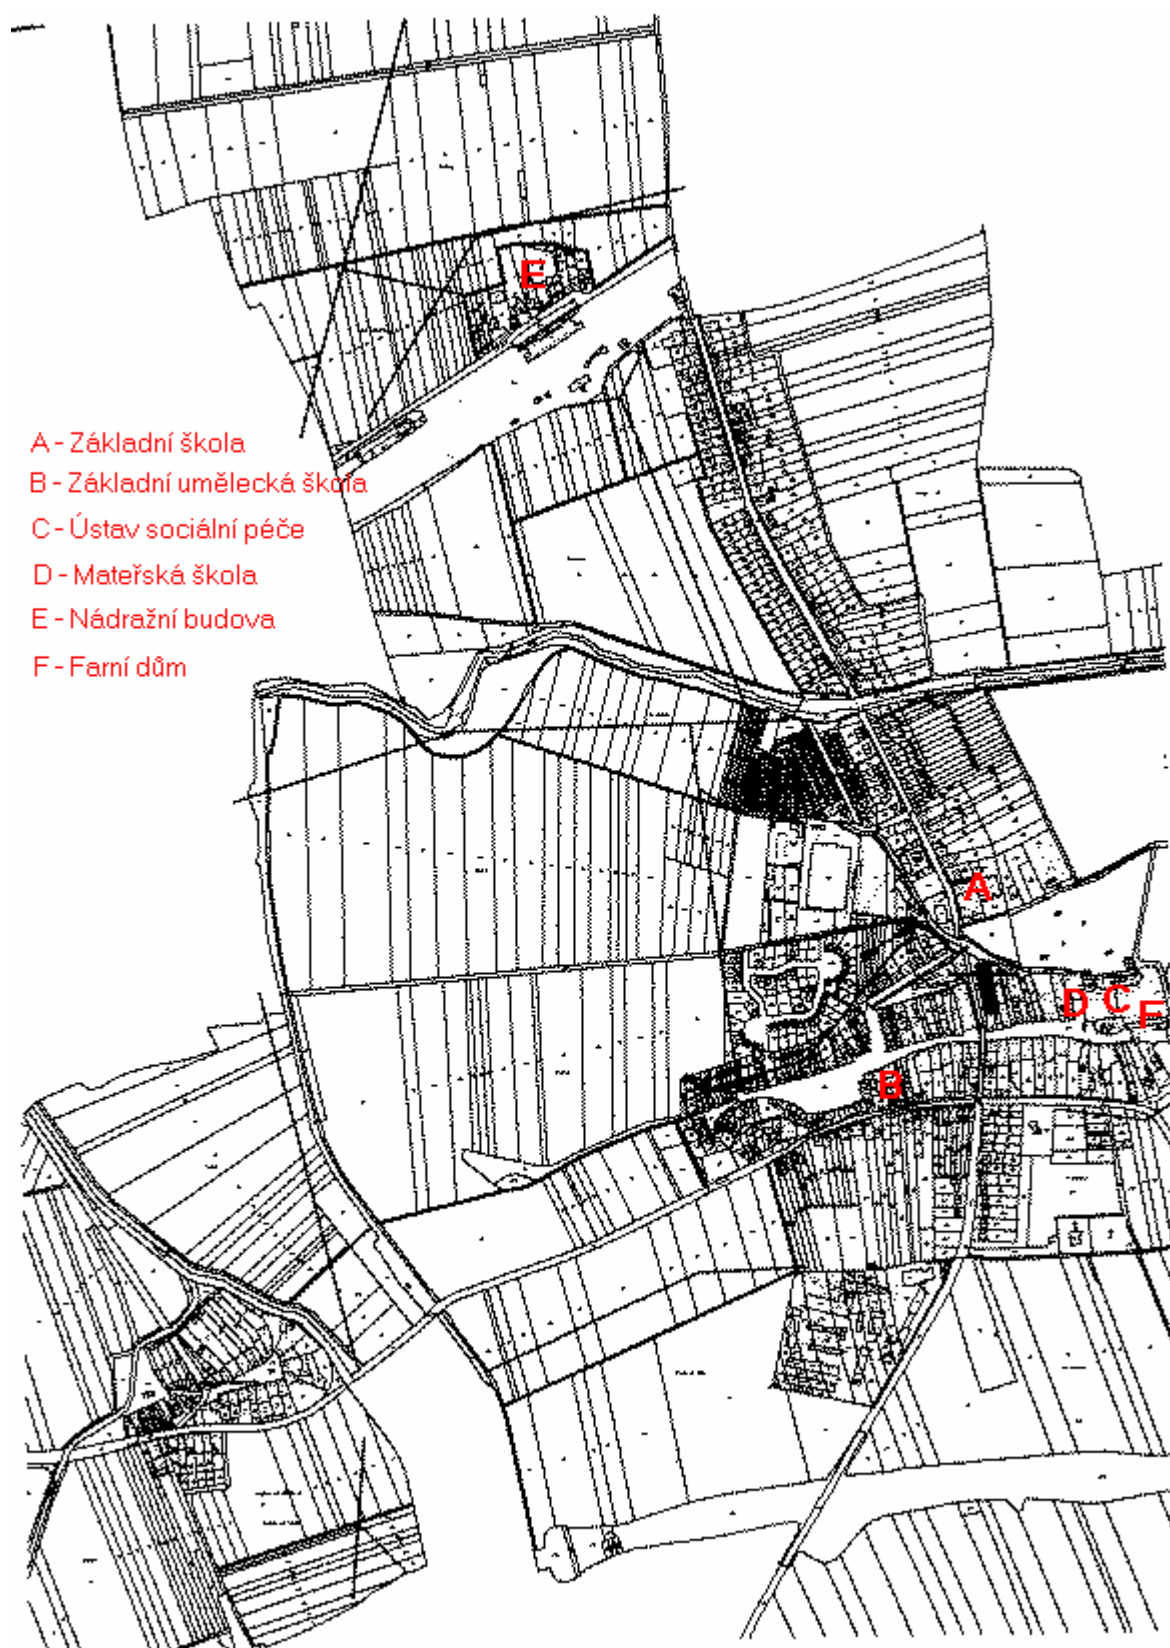 E
A - Základní škola
B - Základní umělecká škola
C - Ústav sociální péče
D - Mateřská škola
E - Nádražní budova
F - Farní dům
A
D C F
B